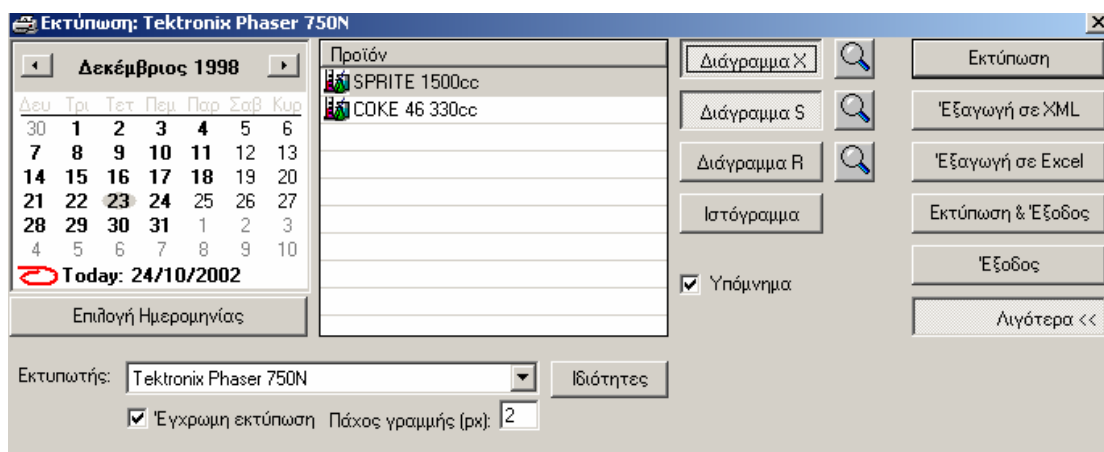 Εκτύπωση: Tektronix Phaser 750N
Δεκέμβριος 1998
Δευ Τρι Τετ Πεμ Παρ Σαβ Κυρ
30 1 2 3 4 5 6
7 8 9 10 11 12 13
14 15 16 17 18 19 20
21 22 23 24 25 26 27
28 29 30 31 1 2 3
4 5 6 7 8 9 10
Today: 24/10/2002
Επιλογή Ημερομηνίας
Προϊόν
SPRITE 1500cc
COKE 46 330cc
Διάγραμμα X
Διάγραμμα S
Διάγραμμα R
Ιστόγραμμα
Υπόμνημα
Εκτύπωση
Έξαγωγή σε XML
Έξαγωγή σε Excel
Εκτύπωση & Έξοδος
Έξοδος
Λιγότερα <<
Εκτυπωτής: Tektronix Phaser 750N Ιδιότητες
Έγχρωμη εκτύπωση Πάχος γραμμής (px): 2